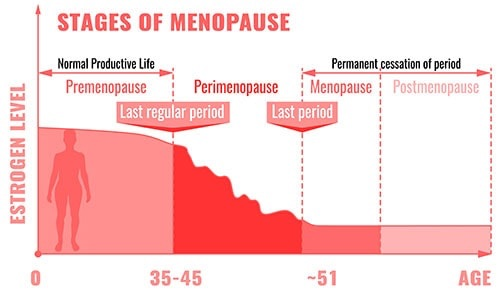 STAGES OF MENOPAUSE
Normal Productive Life
Permanent cessation of period
Premenopause
Perimenopause
Menopause
Postmenopause
Last regular period
Last period
ESTROGEN LEVEL
0
35-45
~51
AGE